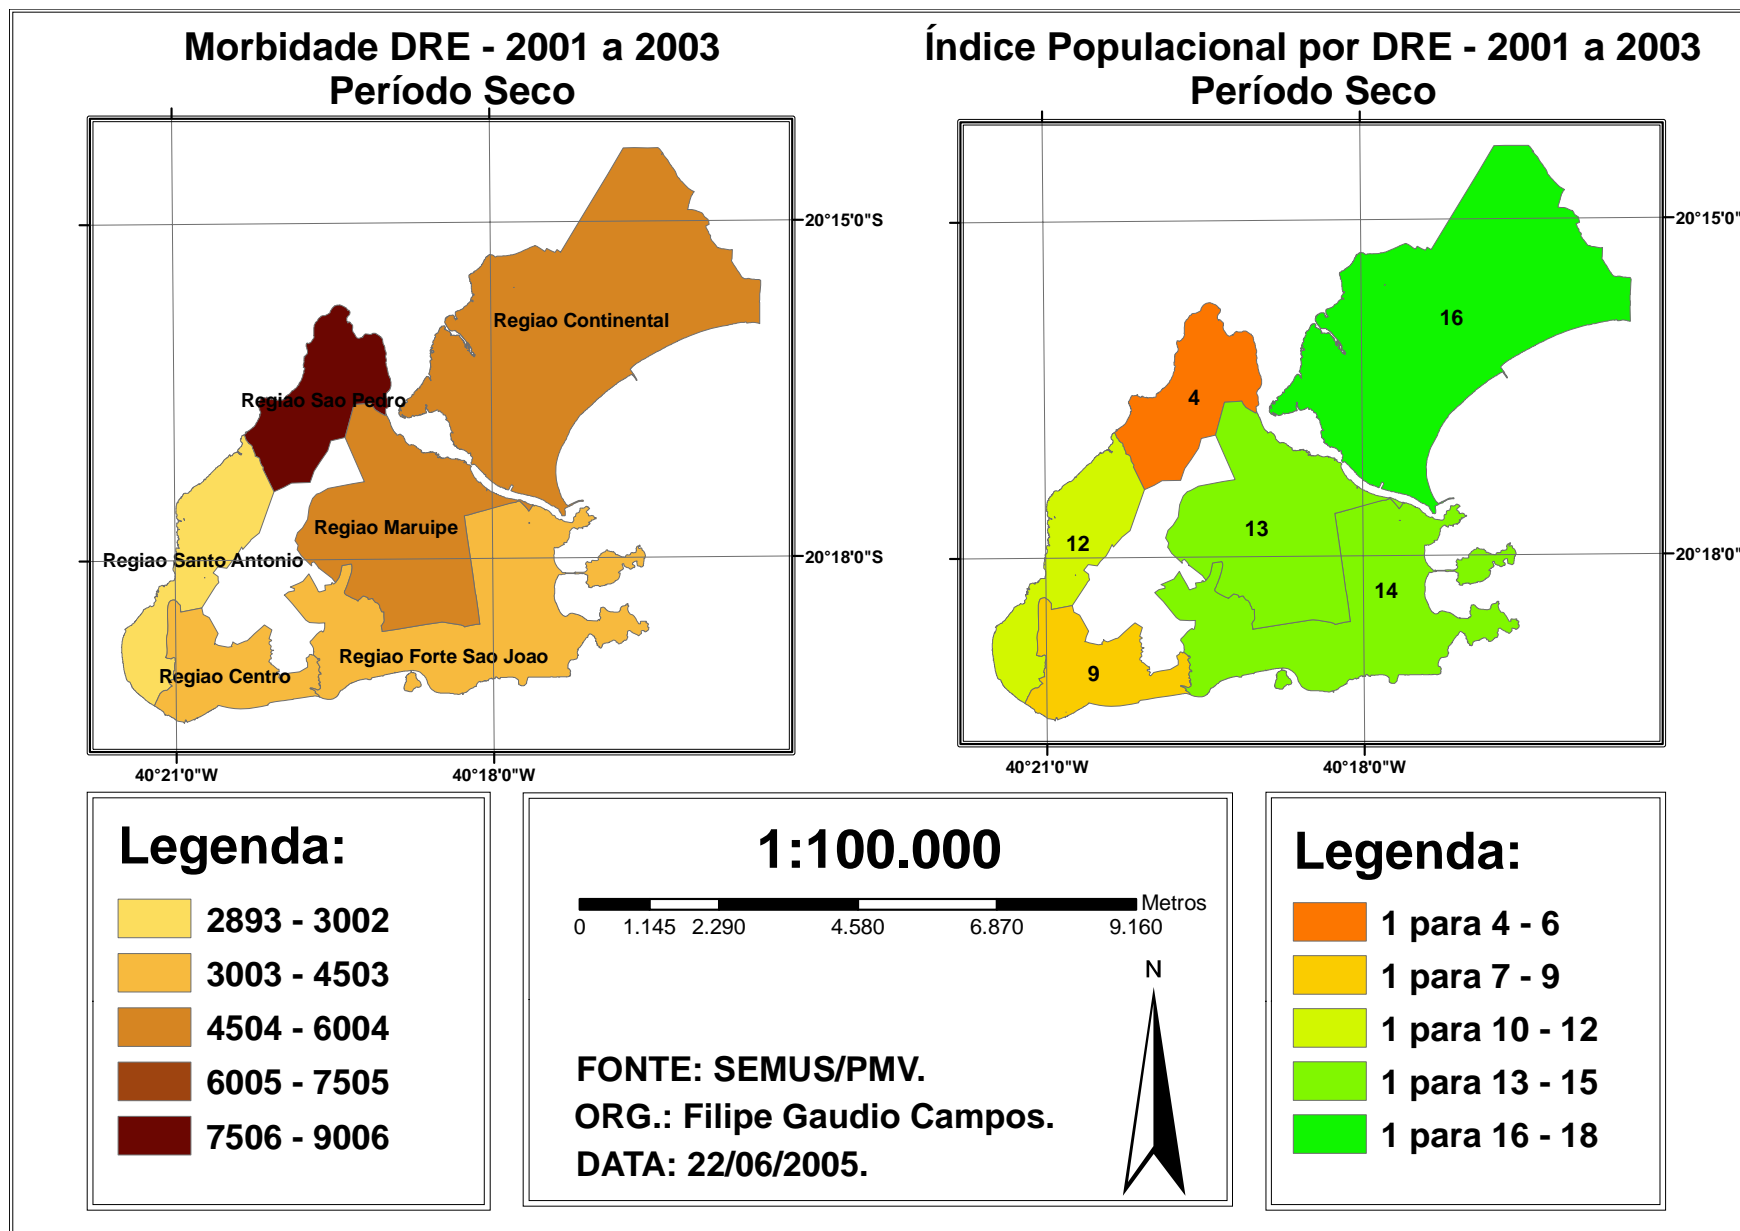 Morbidade DRE - 2001 a 2003
Período Seco
Índice Populacional por DRE - 2001 a 2003
Período Seco
20°15'0"S
20°18'0"S
40°21'0"W
40°18'0"W
Regiao Continental
Regiao Sao Pedro
Regiao Maruipe
Regiao Santo Antonio
Regiao Forte Sao Joao
Regiao Centro
20°15'0"
20°18'0"
40°21'0"W
40°18'0"W
16
4
13
12
14
9
Legenda:
2893 - 3002
3003 - 4503
4504 - 6004
6005 - 7505
7506 - 9006
1:100.000
Metros
0 1.145 2.290 4.580 6.870 9.160
N
FONTE: SEMUS/PMV.
ORG.: Filipe Gaudio Campos.
DATA: 22/06/2005.
Legenda:
1 para 4 - 6
1 para 7 - 9
1 para 10 - 12
1 para 13 - 15
1 para 16 - 18